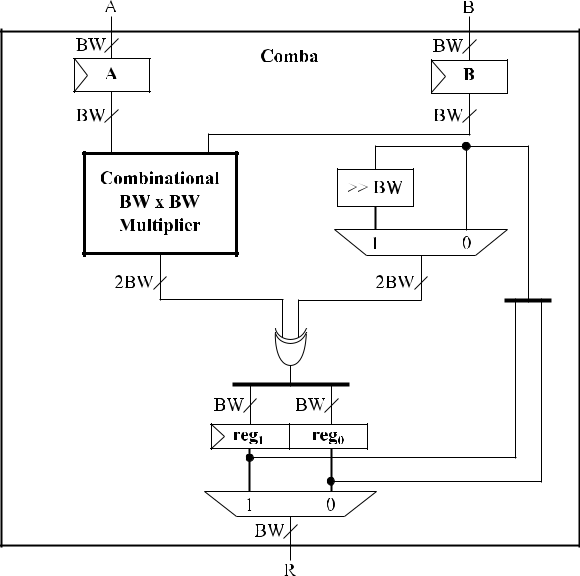 A
B
BW
BW
Comba
A
B
BW
BW
Combinational
BW x BW
Multiplier
>> BW
1
0
2BW
2BW
BW
BW
reg1
reg0
1
0
BW
R